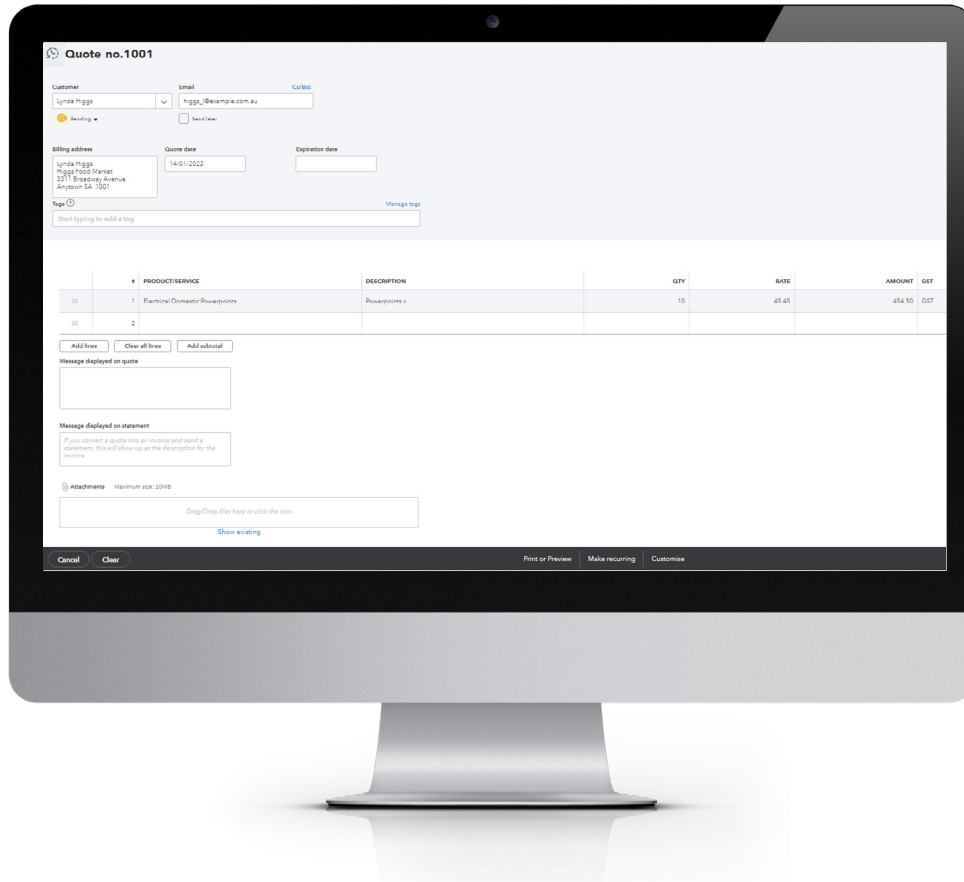 Quote no.1001
Customer
Email
Cc/Bcc
Lynda Higgs
higgs_l@example.com.au
Pending
Send later
Billing address
Quote date
Expiration date
Lynda Higgs
Higgs Food Market
3311 Broadway Avenue
Anytown SA 1001
14/01/2022
Tags ?
Manage tags
Start typing to add a tag
# PRODUCT/SERVICE DESCRIPTION QTY RATE AMOUNT GST
1 Electrical Domestic:Powerpoints Powerpoints x 10 45.45 454.50 GST
2
Add lines Clear all lines Add subtotal
Message displayed on quote
Message displayed on statement
If you convert a quote into an invoice and send a
statement, this will show up as the description for the
invoice.
Attachments Maximum size: 20MB
Drag/Drop files here or click the icon
Show existing
Cancel Clear Print or Preview Make recurring Customise